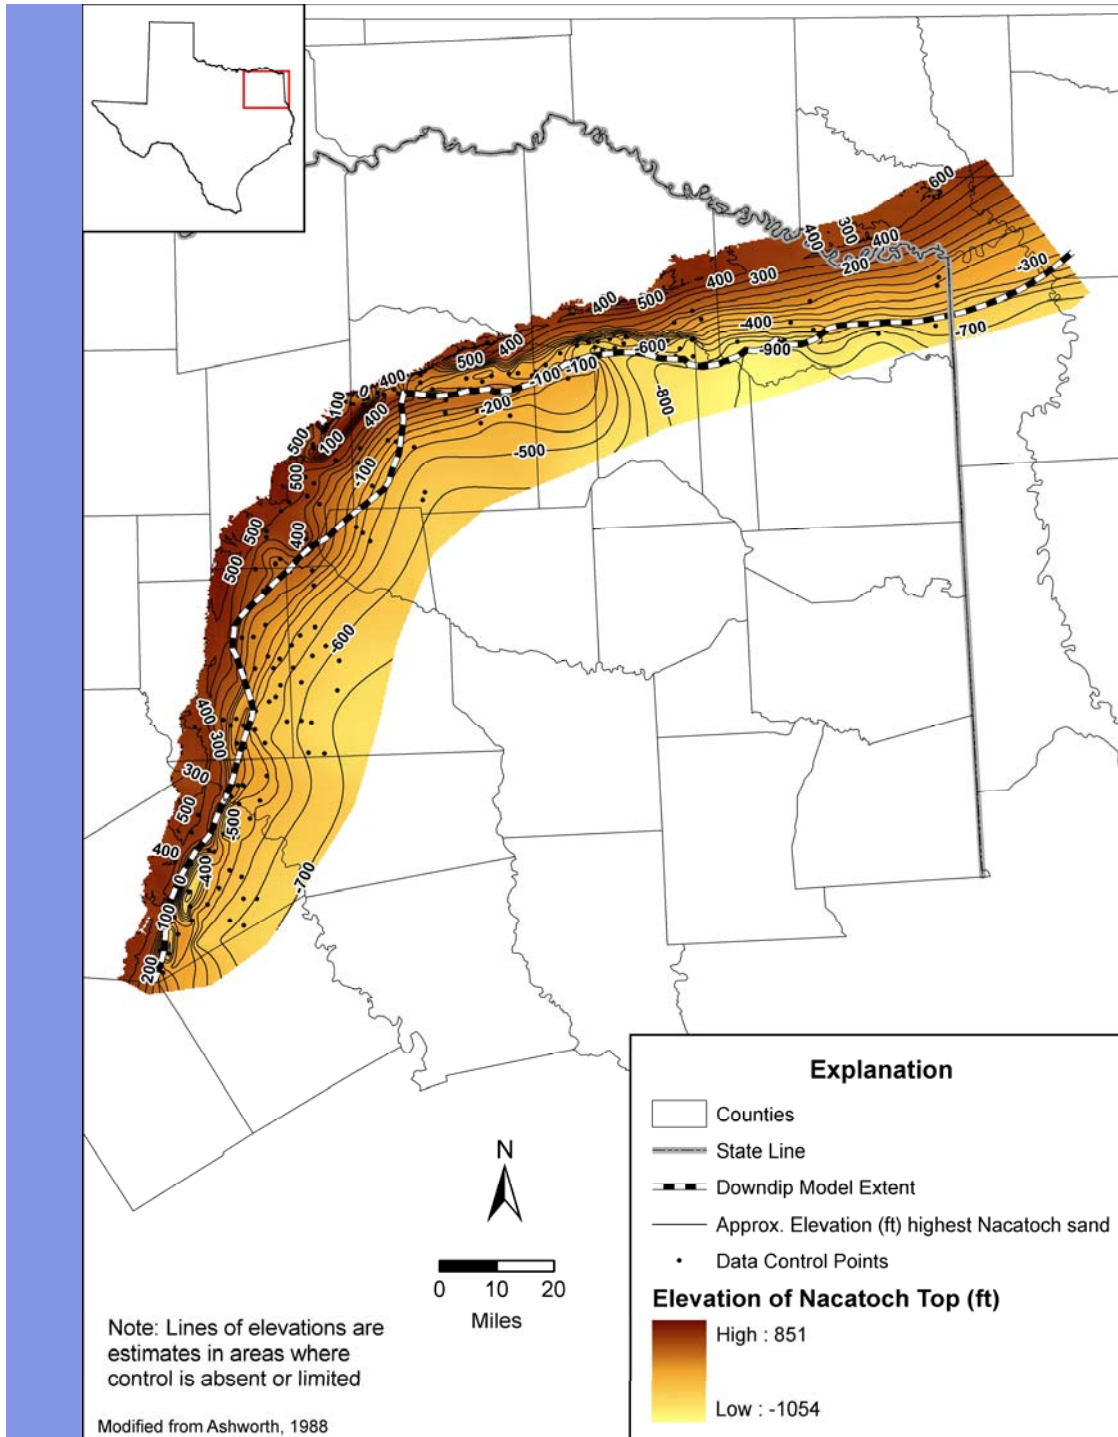 600
300
400
400
200
-300
400
300
500
-400
-400
-700
400
500
-600
-900
-100
-100
400
0
-200
-800
100
400
500
100
-500
500
-100
500
400
500
-600
400
300
300
500
-500
400
-400
0
-700
100
200
N
0 10 20
Miles
Note: Lines of elevations are
estimates in areas where
control is absent or limited
Modified from Ashworth, 1988
Explanation
Counties
State Line
Downdip Model Extent
Approx. Elevation (ft) highest Nacatoch sand
Data Control Points
Elevation of Nacatoch Top (ft)
High : 851
Low : -1054